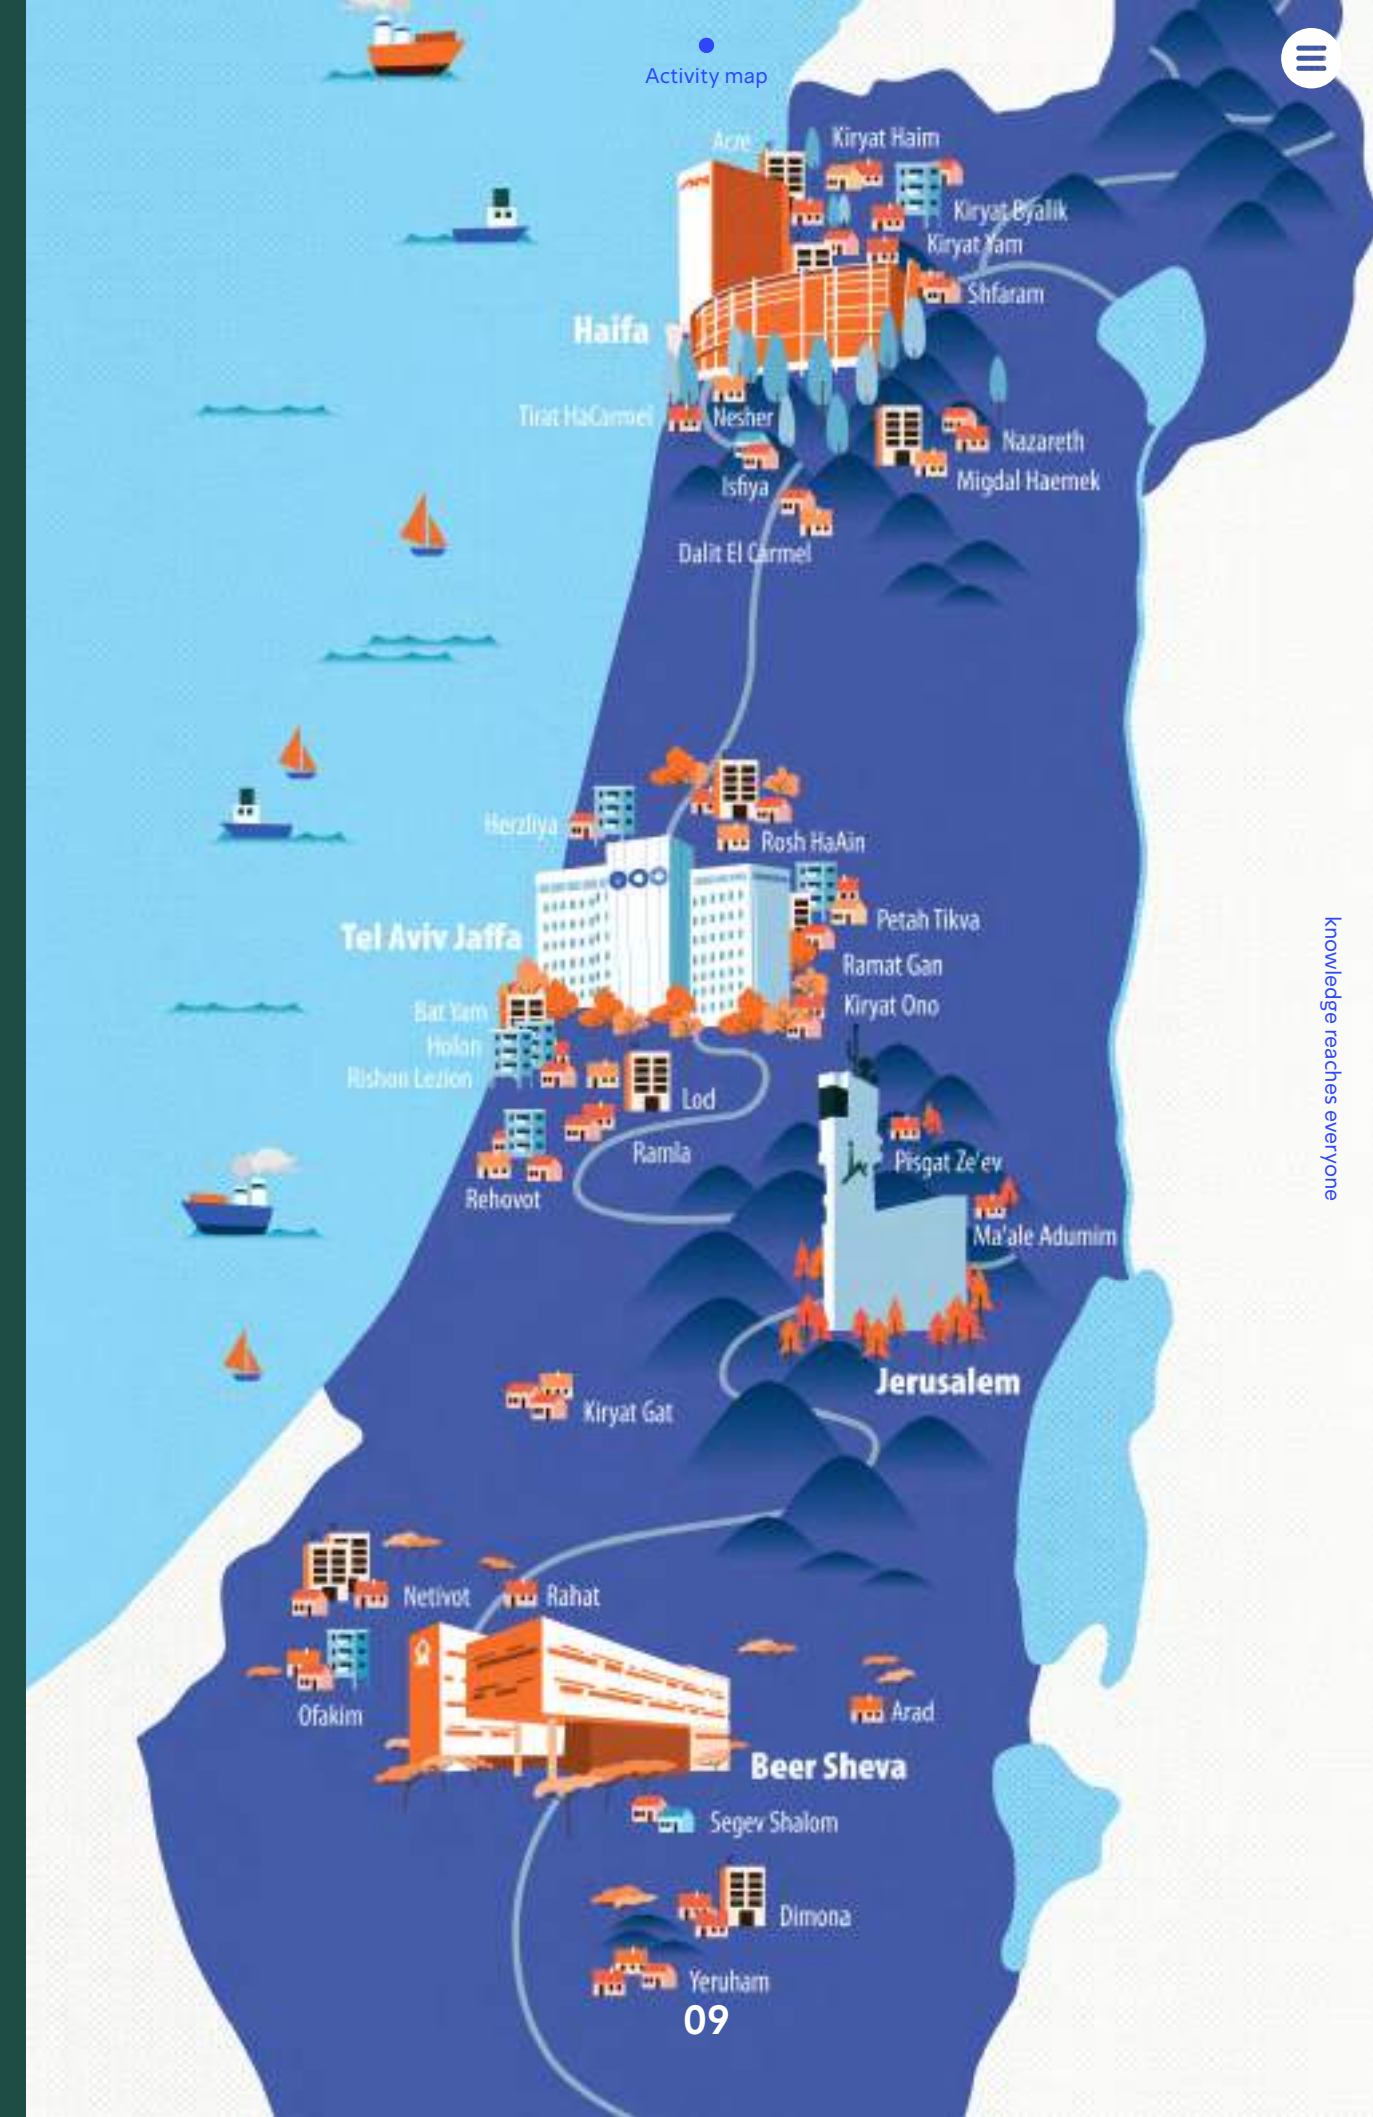 Activity map
Acre
Kiryat Haim
Kiryat Byalik
Kiryat Yam
Shfaram
Haifa
Tirat HaCarmel
Nesher
Nazareth
Migdal Haemek
Isfiya
Dalit El Carmel
Herzliya
Rosh HaAin
Petah Tikva
Tel Aviv Jaffa
Ramat Gan
Kiryat Ono
Bat Yam
Holon
Rishon Lezion
Lod
Ramla
Pisgat Ze'ev
Rehovot
Ma'ale Adumim
Jerusalem
Kiryat Gat
Netivot
Rahat
Ofakim
Arad
Beer Sheva
Segev Shalom
Dimona
Yeruham
09
knowledge reaches everyone